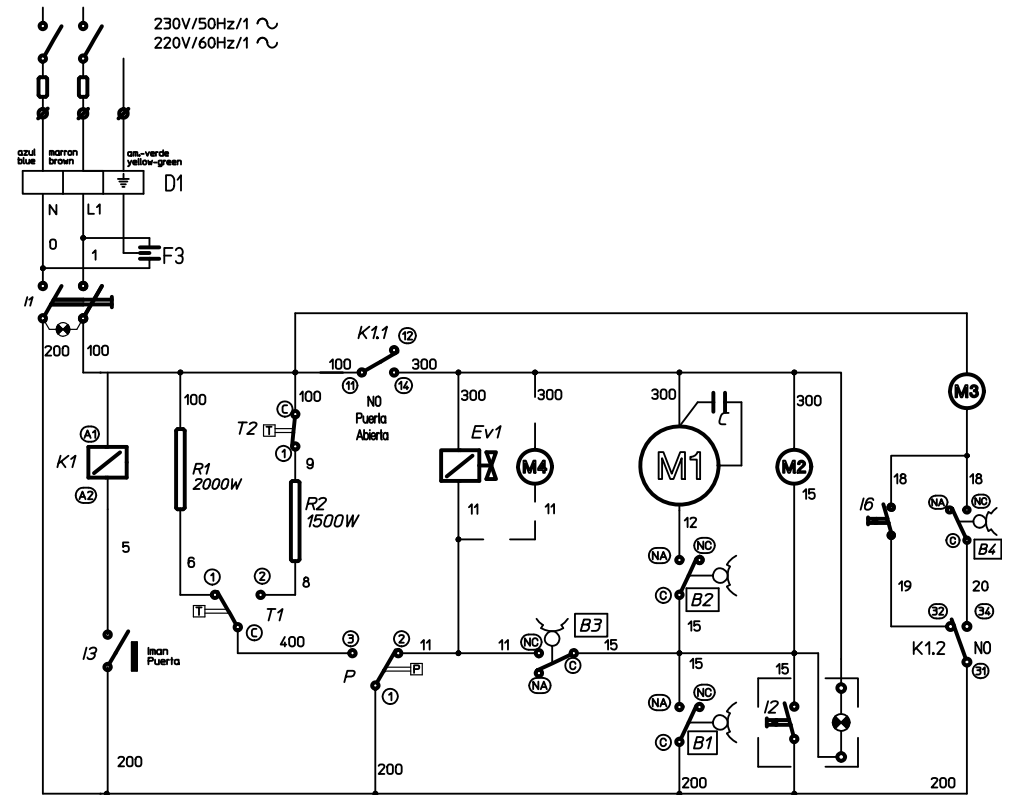 230V/50Hz/1
220V/60Hz/1
azul
blue
marron
brown
am.-verde
yellow-green
D1
N
L1
0
1
F3
I1
200
100
K1.1
12
100
300
11
14
NO
Puerta
Abierta
100
100
300
300
300
300
C
C
T2
T
1
9
A1
K1
A2
R1
2000W
R2
1500W
Ev1
M4
M1
M2
M3
15
11
11
12
18
18
I6
NA
NC
C
B4
5
6
8
1
2
T
T1
C
NA
NC
C
B2
19
20
32
34
K1.2
NO
31
400
3
2
11
11
NC
B3
C
NA
15
15
15
15
I3
Iman
Puerta
P
P
1
NA
NC
C
B1
I2
200
200
200
200